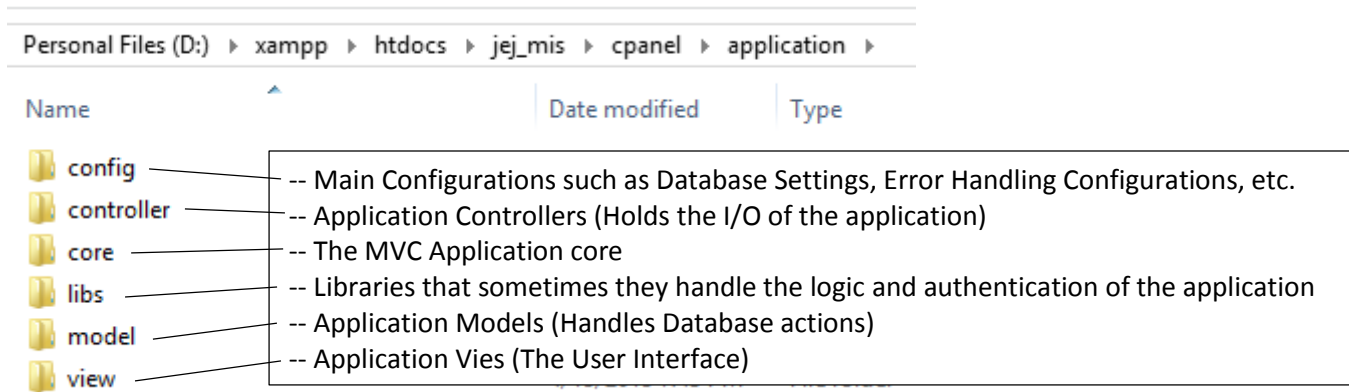 Personal Files (D:) ▸ xampp ▸ htdocs ▸ jej_mis ▸ cpanel ▸ application ▸
Name Date modified Type
config -- Main Configurations such as Database Settings, Error Handling Configurations, etc.
controller -- Application Controllers (Holds the I/O of the application)
core -- The MVC Application core
libs -- Libraries that sometimes they handle the logic and authentication of the application
model -- Application Models (Handles Database actions)
view -- Application Vies (The User Interface)